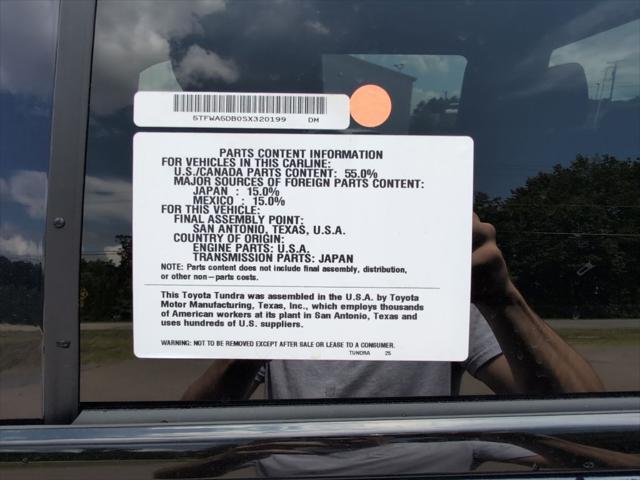 5TFWA5DB0SX320199 DM
PARTS CONTENT INFORMATION
FOR VEHICLES IN THIS CARLINE:
U.S./CANADA PARTS CONTENT: 55.0%
MAJOR SOURCES OF FOREIGN PARTS CONTENT:
JAPAN : 15.0%
MEXICO : 15.0%
FOR THIS VEHICLE:
FINAL ASSEMBLY POINT:
SAN ANTONIO, TEXAS, U.S.A.
COUNTRY OF ORIGIN:
ENGINE PARTS: U.S.A.
TRANSMISSION PARTS: JAPAN
NOTE: Parts content does not include final assembly, distribution,
or other non-parts costs.
This Toyota Tundra was assembled in the U.S.A. by Toyota
Motor Manufacturing, Texas, Inc., which employs thousands
of American workers at its plant in San Antonio, Texas and
uses hundreds of U.S. suppliers.
WARNING: NOT TO BE REMOVED EXCEPT AFTER SALE OR LEASE TO A CONSUMER.
TUNDRA 25